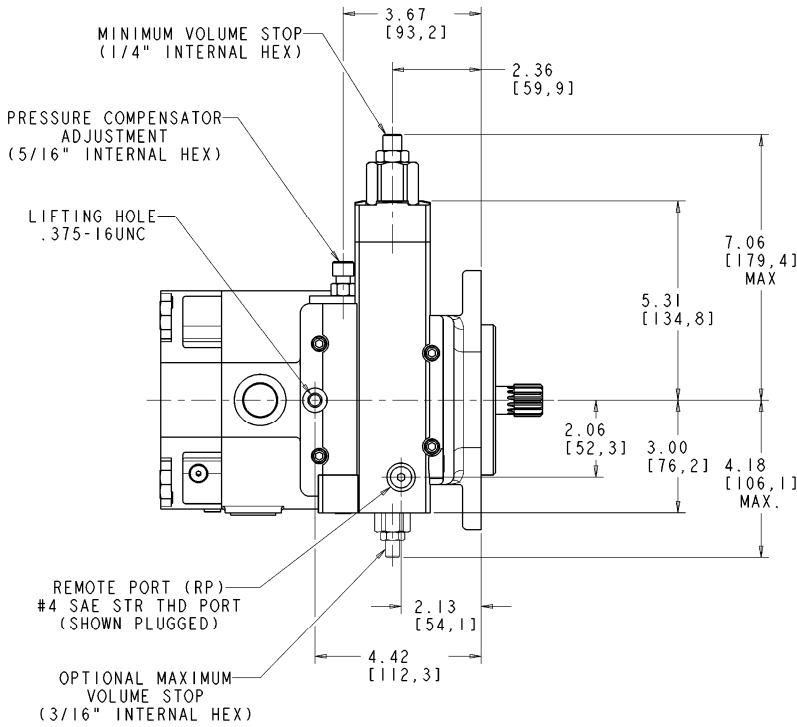 3.67
[93,2]
MINIMUM VOLUME STOP
(1/4" INTERNAL HEX)
2.36
[59,9]
PRESSURE COMPENSATOR
ADJUSTMENT
(5/16" INTERNAL HEX)
LIFTING HOLE
.375-16UNC
7.06
[179,4]
MAX
5.31
[134,8]
2.06
[52,3]
3.00
[76,2]
4.18
[106,1]
MAX.
REMOTE PORT (RP)
#4 SAE STR THD PORT
(SHOWN PLUGGED)
2.13
[54,1]
4.42
[112,3]
OPTIONAL MAXIMUM
VOLUME STOP
(3/16" INTERNAL HEX)